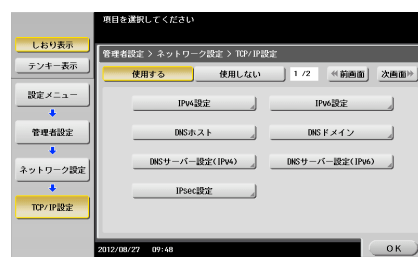 項目を選択してください
しおり表示
テンキー表示
管理者設定 > ネットワーク設定 > TCP/IP設定
使用する 使用しない 1 /2 前画面 次画面
設定メニュー
管理者設定
ネットワーク設定
TCP/IP設定
IPv4設定 IPv6設定
DNSホスト DNSドメイン
DNSサーバー設定(IPv4) DNSサーバー設定(IPv6)
IPsec設定
2012/08/27 09:48
OK